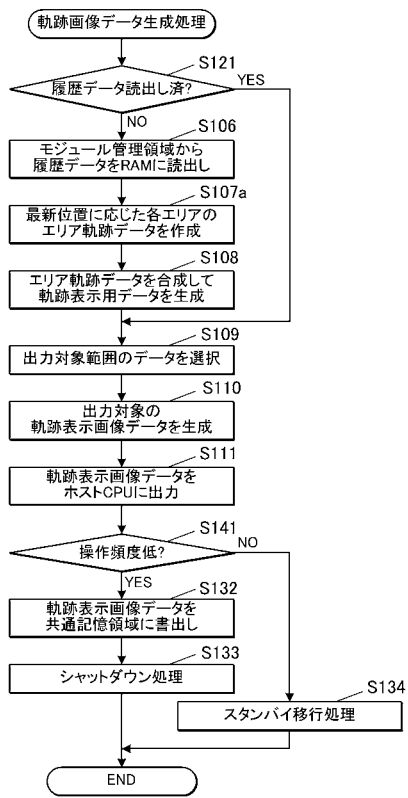 軌跡画像データ生成処理
S121
履歴データ読出し済?
YES
NO
S106
モジュール管理領域から
履歴データをRAMに読出し
S107a
最新位置に応じた各エリアの
エリア軌跡データを作成
S108
エリア軌跡データを合成して
軌跡表示用データを生成
S109
出力対象範囲のデータを選択
S110
出力対象の
軌跡表示画像データを生成
S111
軌跡表示画像データを
ホストCPUに出力
S141
操作頻度低?
NO
YES
S132
軌跡表示画像データを
共通記憶領域に書出し
S133
シャットダウン処理
S134
スタンバイ移行処理
END